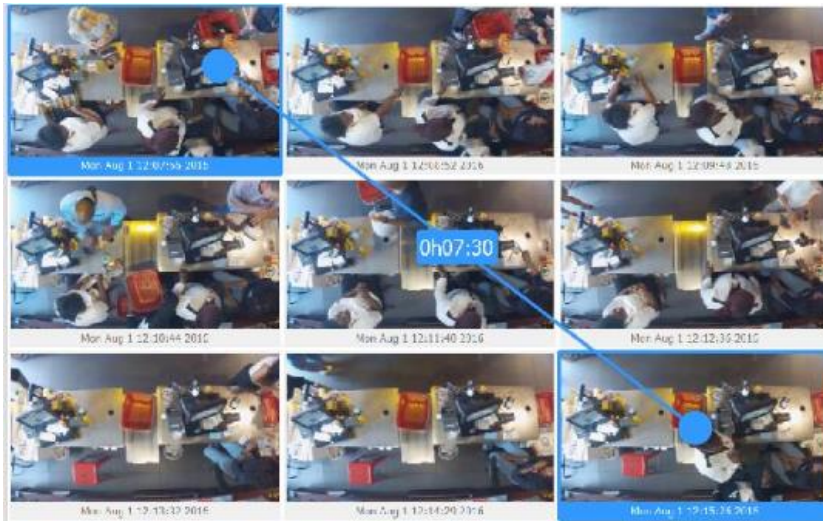 Mon Aug 1 12:07:56 2016
Mon Aug 1 12:08:52 2016
Mon Aug 1 12:09:48 2016
0h07:30
Mon Aug 1 12:10:44 2016
Mon Aug 1 12:11:40 2016
Mon Aug 1 12:12:36 2016
Mon Aug 1 12:13:32 2016
Mon Aug 1 12:14:29 2016
Mon Aug 1 12:15:26 2016